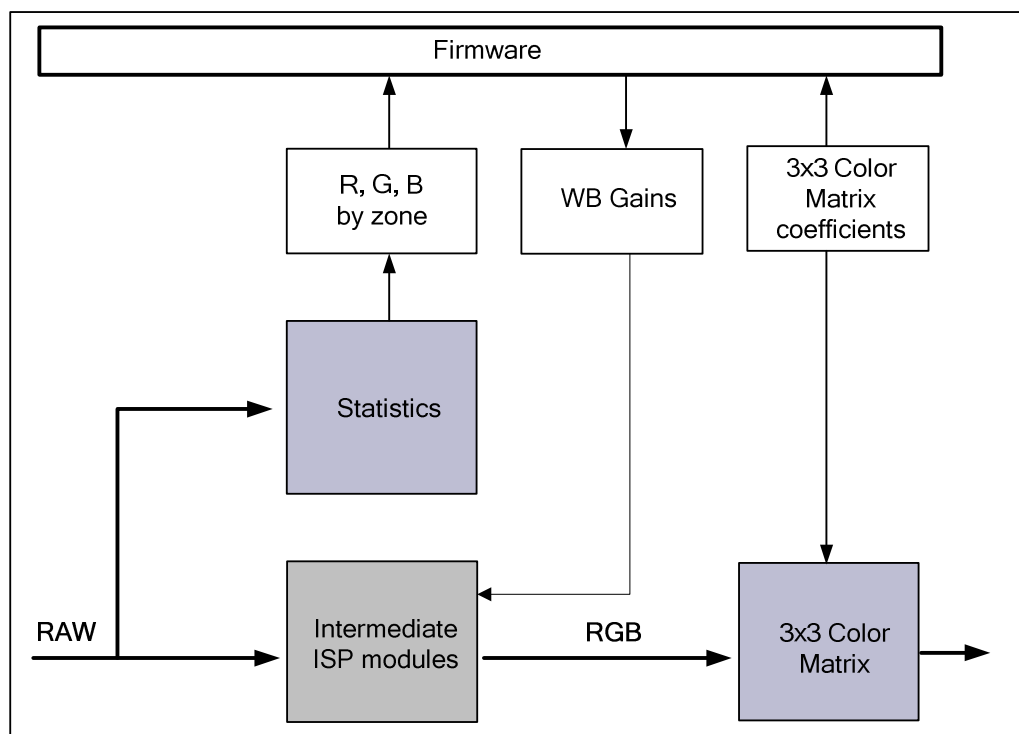 Firmware
R, G, B
by zone
WB Gains
3x3 Color
Matrix
coefficients
Statistics
RAW
Intermediate
ISP modules
RGB
3x3 Color
Matrix